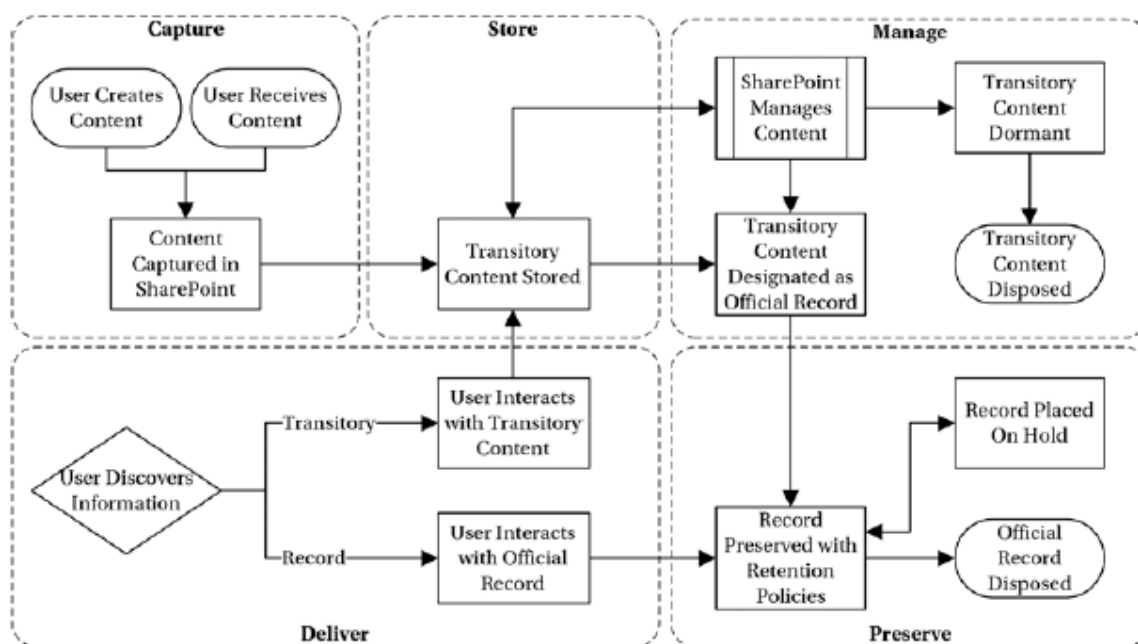 Capture
User Creates
Content
User Receives
Content
Content
Captured in
SharePoint
Store
Transitory
Content Stored
Manage
SharePoint
Manages
Content
Transitory
Content
Dormant
Transitory
Content
Designated as
Official Record
Transitory
Content
Disposed
User Discovers
Information
Transitory
User Interacts
with Transitory
Content
Record
User Interacts
with Official
Record
Deliver
Record Placed
On Hold
Record
Preserved with
Retention
Policies
Official
Record
Disposed
Preserve